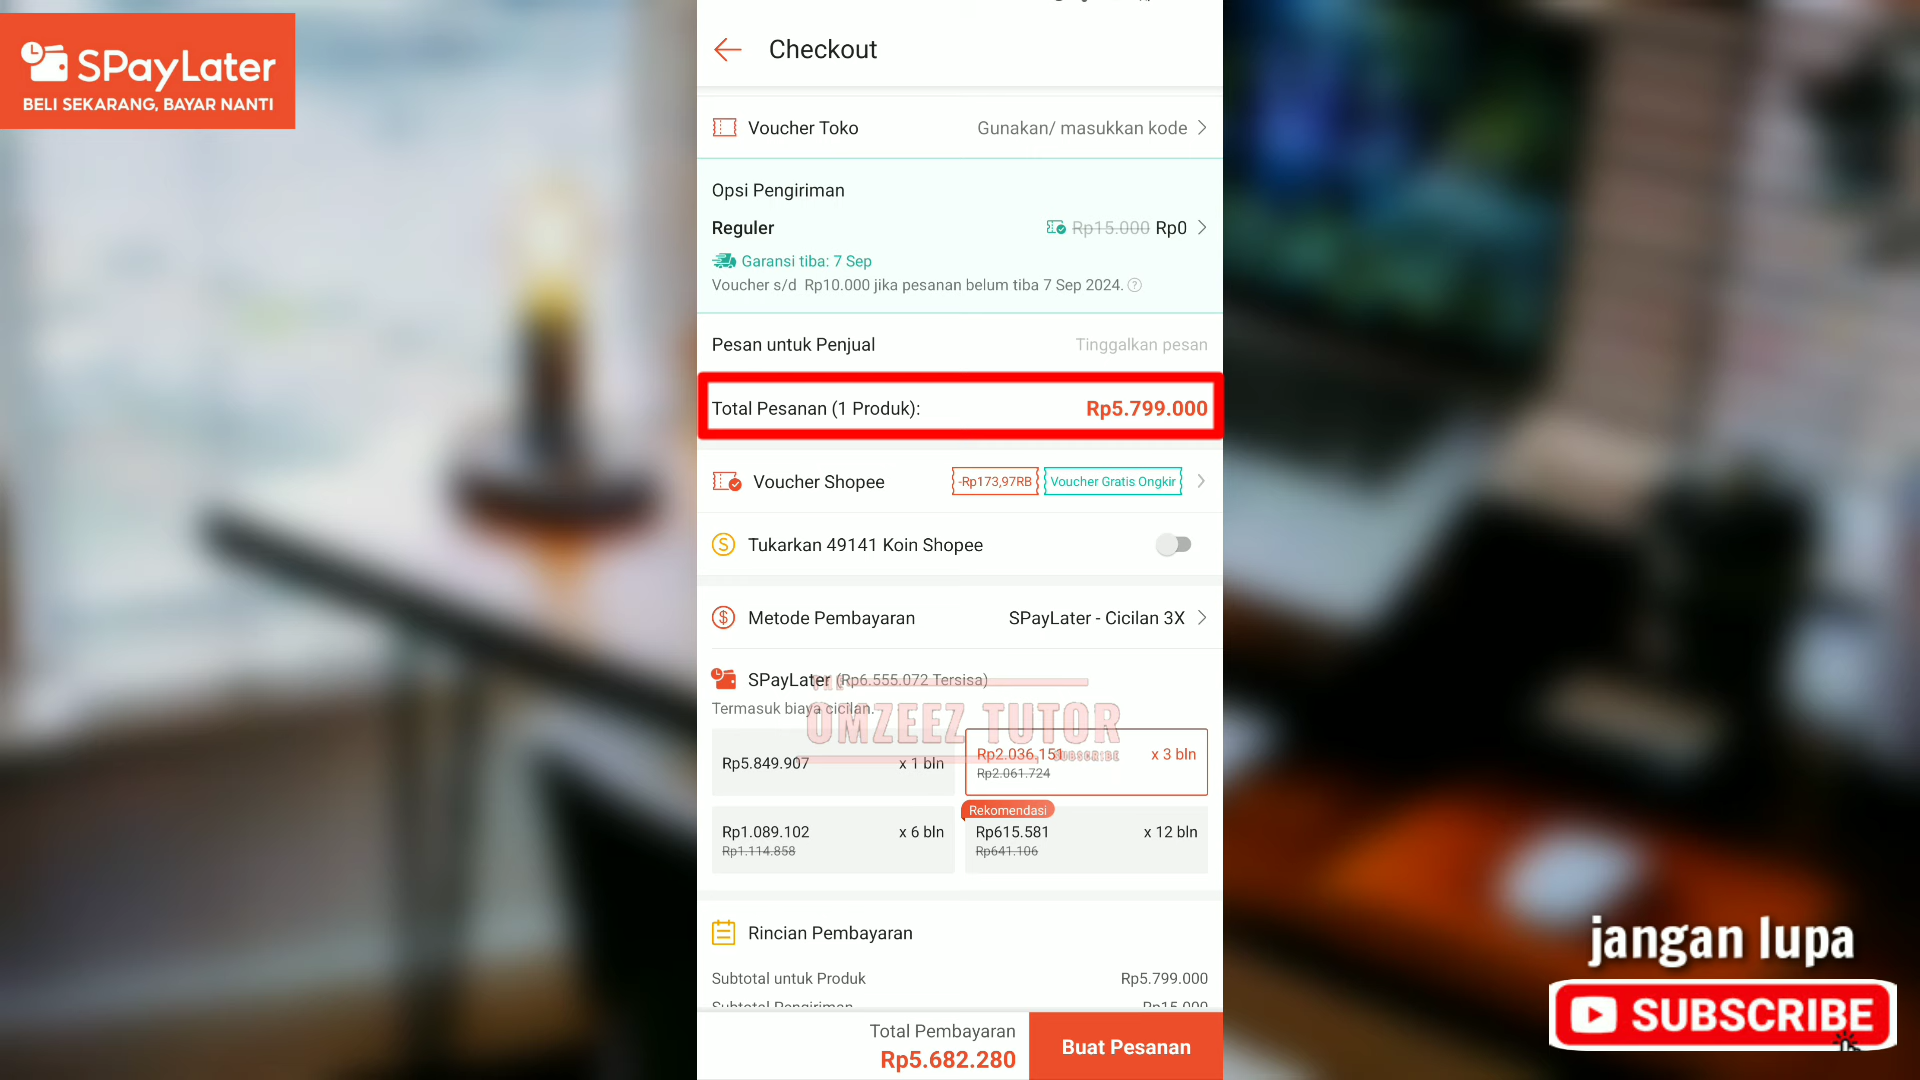 SPayLater
BELI SEKARANG, BAYAR NANTI
Checkout
Voucher Toko Gunakan/ masukkan kode
Opsi Pengiriman
Reguler Rp15.000 Rp0
Garansi tiba: 7 Sep
Voucher s/d Rp10.000 jika pesanan belum tiba 7 Sep 2024. ?
Pesan untuk Penjual Tinggalkan pesan
Total Pesanan (1 Produk): Rp5.799.000
Voucher Shopee -Rp173,97RB Voucher Gratis Ongkir
S Tukarkan 49141 Koin Shopee
$ Metode Pembayaran SPayLater - Cicilan 3X
SPayLater (Rp6.555.072 Tersisa)
Termasuk biaya cicilan.
OMZEEZ TUTOR
SUBSCRIBE
Rp5.849.907 x 1 bln
Rp2.036.151 x 3 bln
Rp2.061.724
Rp1.089.102 x 6 bln
Rp1.114.858
Rekomendasi
Rp615.581 x 12 bln
Rp641.106
Rincian Pembayaran
Subtotal untuk Produk Rp5.799.000
Subtotal Pengiriman Rp15.000
Total Pembayaran
Rp5.682.280
Buat Pesanan
jangan lupa
SUBSCRIBE